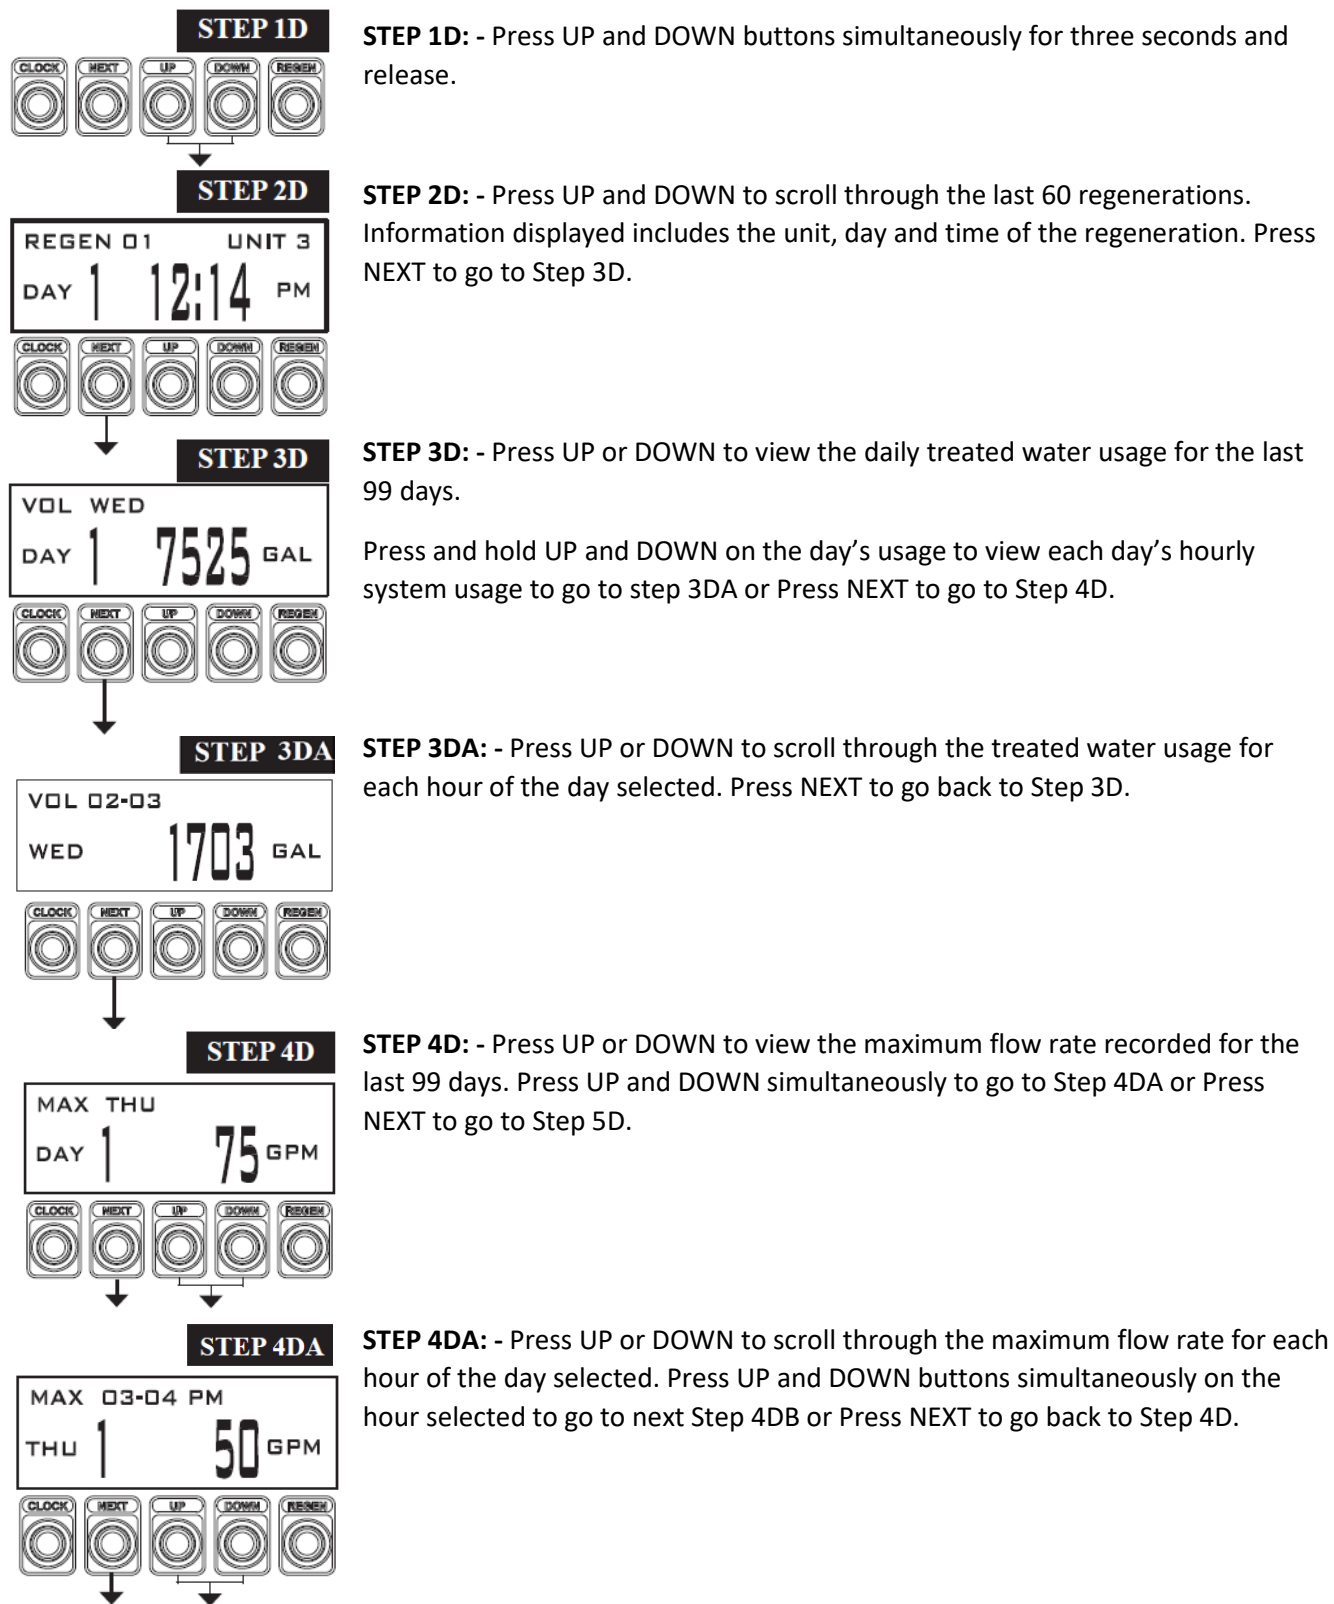 STEP 1D
STEP 1D: - Press UP and DOWN buttons simultaneously for three seconds and
release.
CLOCK NEXT UP DOWN REGEN
STEP 2D
STEP 2D: - Press UP and DOWN to scroll through the last 60 regenerations.
Information displayed includes the unit, day and time of the regeneration. Press
NEXT to go to Step 3D.
REGEN 01 UNIT 3
DAY 1 12:14 PM
CLOCK NEXT UP DOWN REGEN
STEP 3D
STEP 3D: - Press UP or DOWN to view the daily treated water usage for the last
99 days.
Press and hold UP and DOWN on the day’s usage to view each day’s hourly
system usage to go to step 3DA or Press NEXT to go to Step 4D.
VOL WED
DAY 1 7525 GAL
CLOCK NEXT UP DOWN REGEN
STEP 3DA
STEP 3DA: - Press UP or DOWN to scroll through the treated water usage for
each hour of the day selected. Press NEXT to go back to Step 3D.
VOL 02-03
WED 1703 GAL
CLOCK NEXT UP DOWN REGEN
STEP 4D
STEP 4D: - Press UP or DOWN to view the maximum flow rate recorded for the
last 99 days. Press UP and DOWN simultaneously to go to Step 4DA or Press
NEXT to go to Step 5D.
MAX THU
DAY 1 75 GPM
CLOCK NEXT UP DOWN REGEN
STEP 4DA
STEP 4DA: - Press UP or DOWN to scroll through the maximum flow rate for each
hour of the day selected. Press UP and DOWN buttons simultaneously on the
hour selected to go to next Step 4DB or Press NEXT to go back to Step 4D.
MAX 03-04 PM
THU 1 50 GPM
CLOCK NEXT UP DOWN REGEN